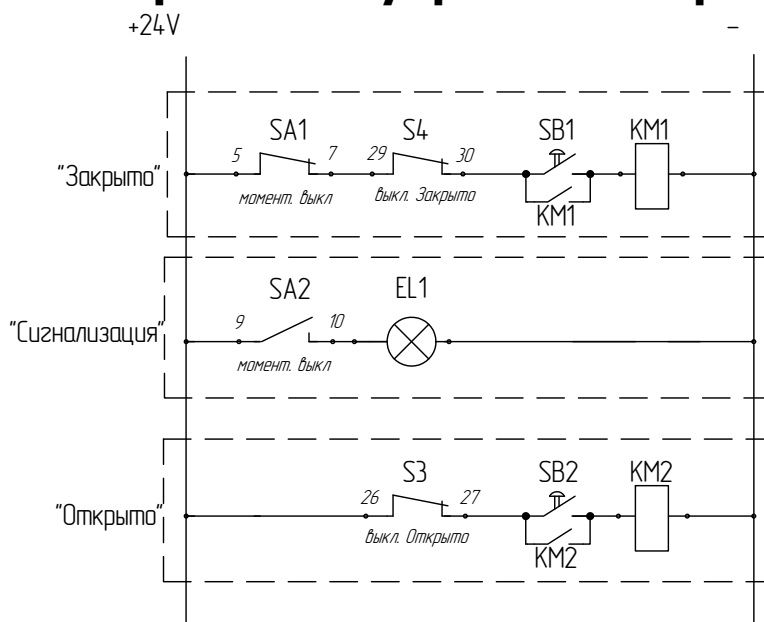 +24V –
SA1 S4 SB1 KM1
5 7 29 30
"Закрыто"
момент. выкл выкл. Закрыто
KM1
SA2 EL1
9 10
"Сигнализация"
момент. выкл
S3 SB2 KM2
26 27
"Открыто"
выкл. Открыто
KM2